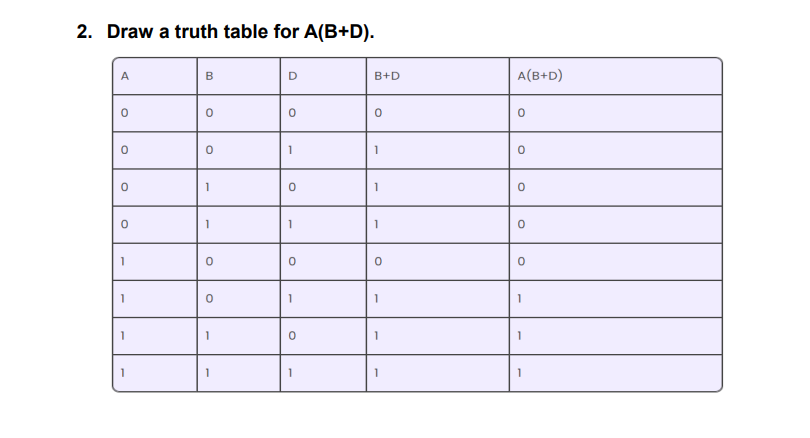 2. Draw a truth table for A(B+D).
A B D B+D A(B+D)
0 0 0 0 0
0 0 1 1 0
0 1 0 1 0
0 1 1 1 0
1 0 0 0 0
1 0 1 1 1
1 1 0 1 1
1 1 1 1 1